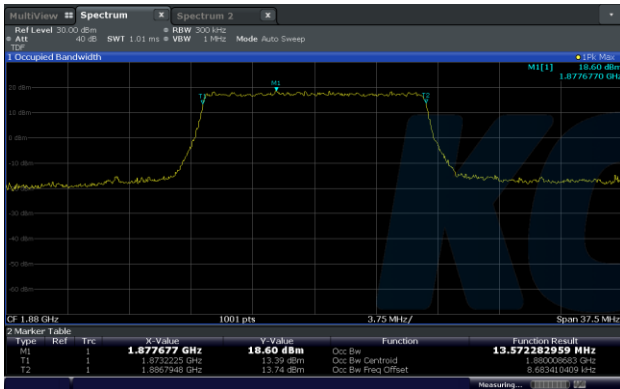 MultiView Spectrum x Spectrum 2 x
Ref Level 30.00 dBm RBW 300 kHz
Att 40 dB SWT 1.01 ms VBW 1 MHz Mode Auto Sweep
TDF
1 Occupied Bandwidth 1Pk Max
M1[1] 18.60 dBm
1.8776770 GHz
20 dBm
M1
T1 T2
10 dBm
0 dBm
-10 dBm
-20 dBm
-30 dBm
-40 dBm
-50 dBm
-60 dBm
KC
CF 1.88 GHz 1001 pts 3.75 MHz/ Span 37.5 MHz
2 Marker Table
Type Ref Trc X-Value Y-Value Function Function Result
M1 1 1.877677 GHz 18.60 dBm Occ Bw 13.572282959 MHz
T1 1 1.8732225 GHz 13.39 dBm Occ Bw Centroid 1.880008683 GHz
T2 1 1.8867948 GHz 13.74 dBm Occ Bw Freq Offset 8.683410409 kHz
Measuring...